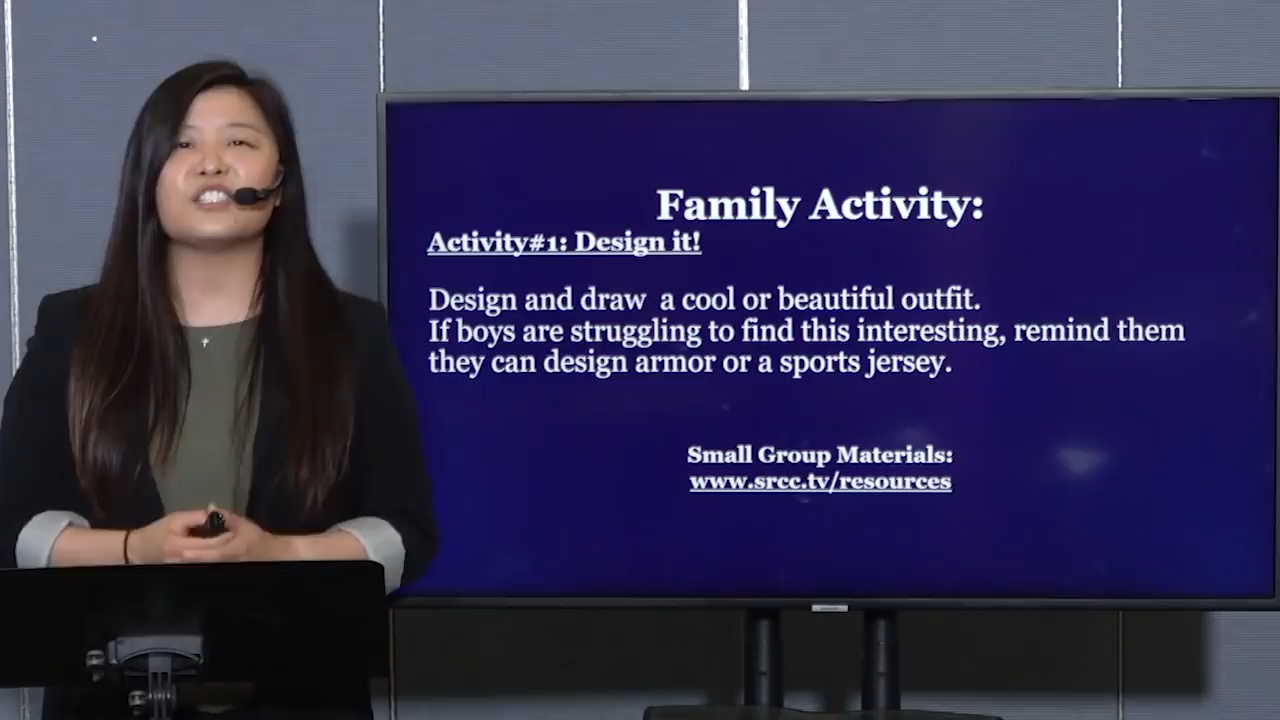 Family Activity:
Activity#1: Design it!
Design and draw  a cool or beautiful outfit.
If boys are struggling to find this interesting, remind them
they can design armor or a sports jersey.
Small Group Materials:
www.srcc.tv/resources